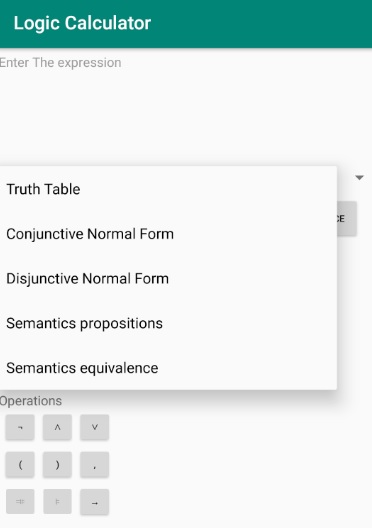 Logic Calculator
Enter The expression
Truth Table
CE
Conjunctive Normal Form
Disjunctive Normal Form
Semantics propositions
Semantics equivalence
Operations
¬ ∧ ∨
( ) ,
→